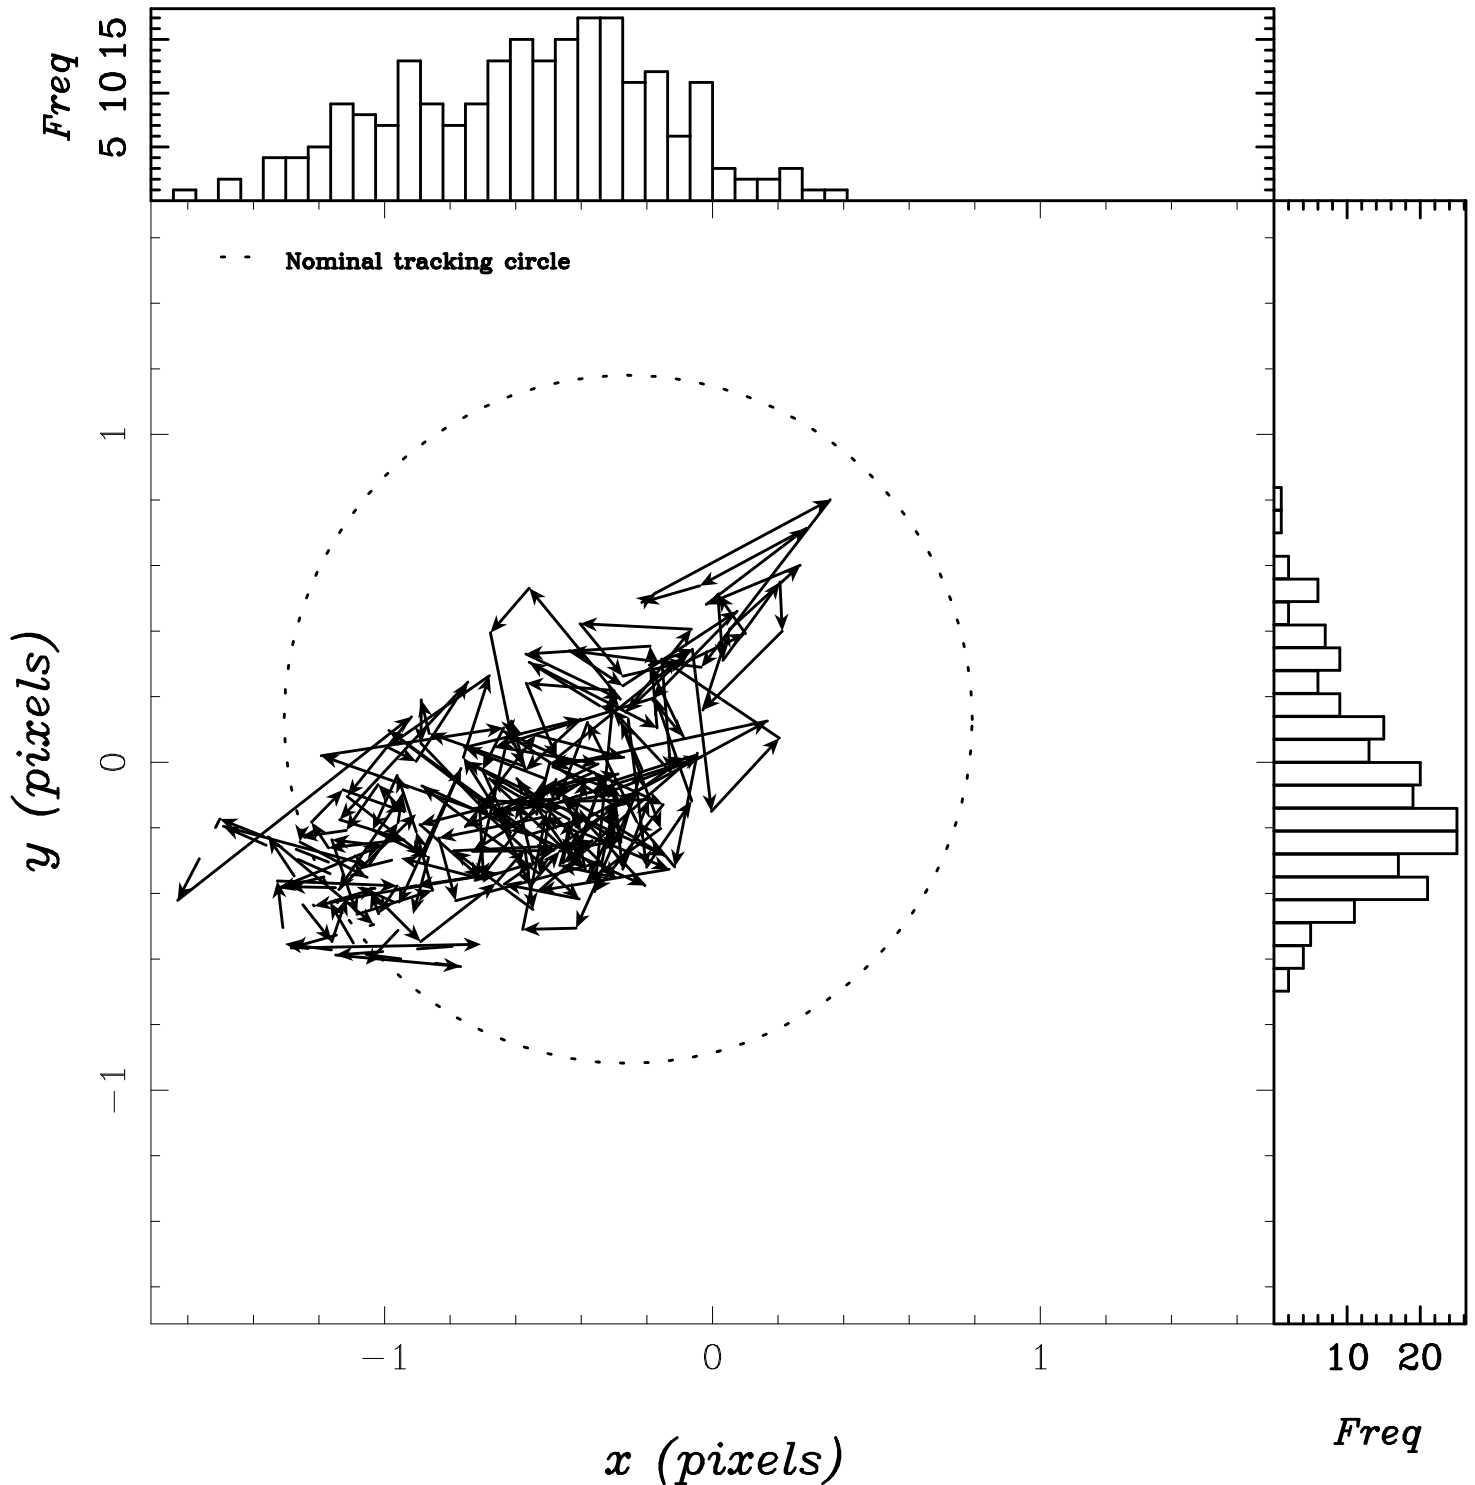 Freq
5 10 15
Nominal tracking circle
y (pixels)
1
0
−1
−1 0 1
x (pixels)
10 20
Freq